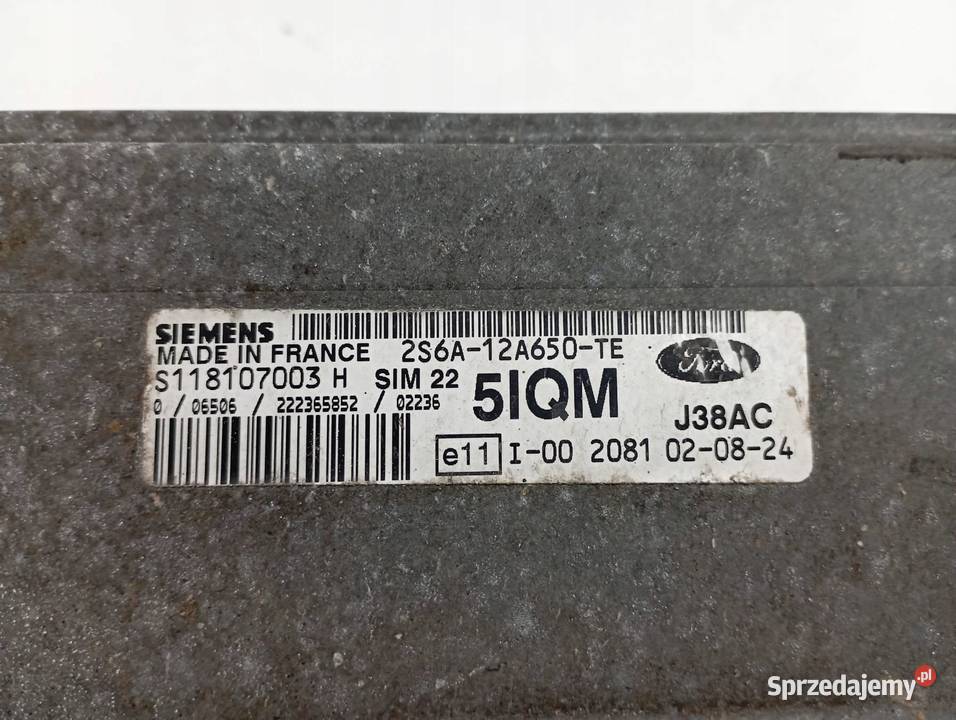 SIEMENS
MADE IN FRANCE 2S6A-12A650-TE
Ford
S118107003 H SIM 22
0 / 06506 / 222365852 / 02236
5IQM
J38AC
e11 I-00 2081 02-08-24
Sprzedajemy.pl